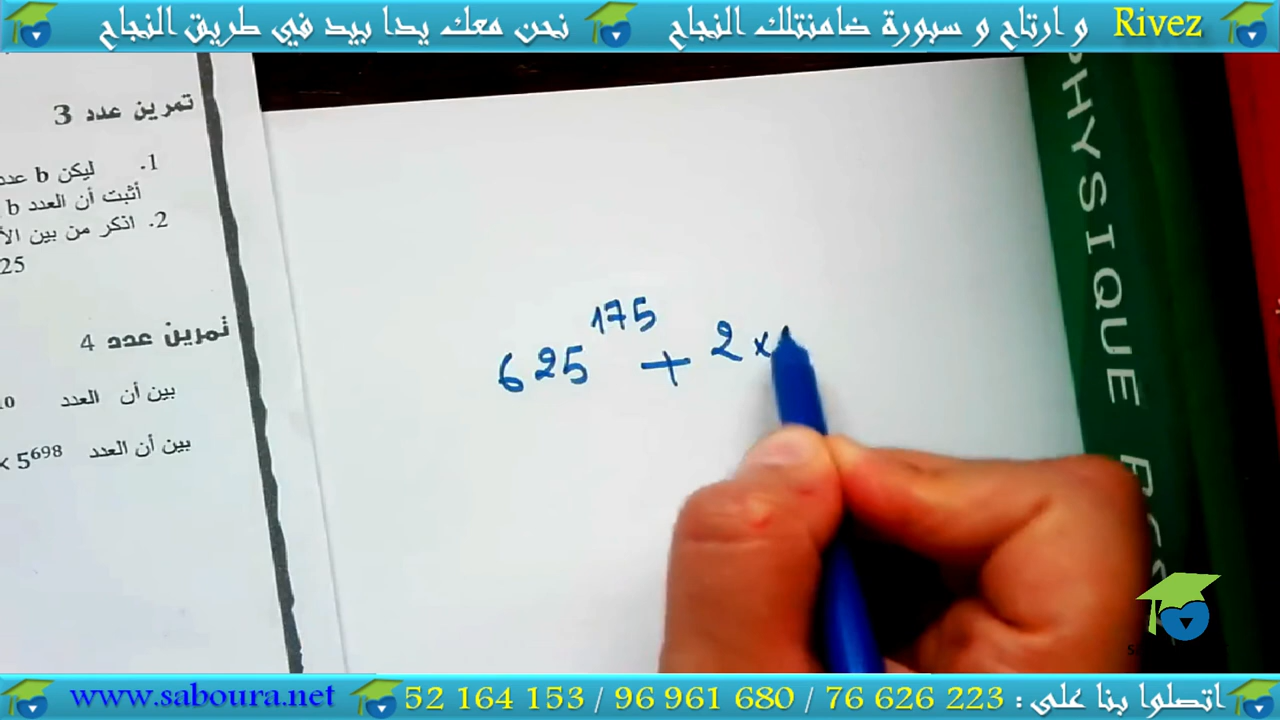 نحن معك يدا بيد في طريق النجاح و ارتاح و سبورة ضامنتلك النجاح Rivez
تمرين عدد 3
1. ليكن b عدد
أثبت أن العدد b
2. اذكر من بين
25
تمرين عدد 4
بين أن العدد 10
بين أن العدد × 5⁶⁹⁸
625¹⁷⁵ + 2 ×
PHYSIQUE
www.saboura.net 52 164 153 / 96 961 680 / 76 626 223 : اتصلوا بنا على